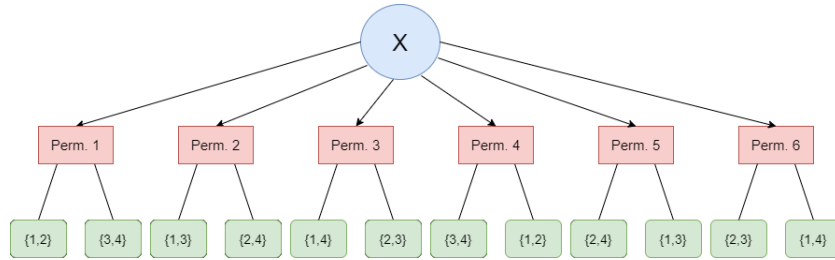 X
Perm. 1 Perm. 2 Perm. 3 Perm. 4 Perm. 5 Perm. 6
{1,2} {3,4} {1,3} {2,4} {1,4} {2,3} {3,4} {1,2} {2,4} {1,3} {2,3} {1,4}